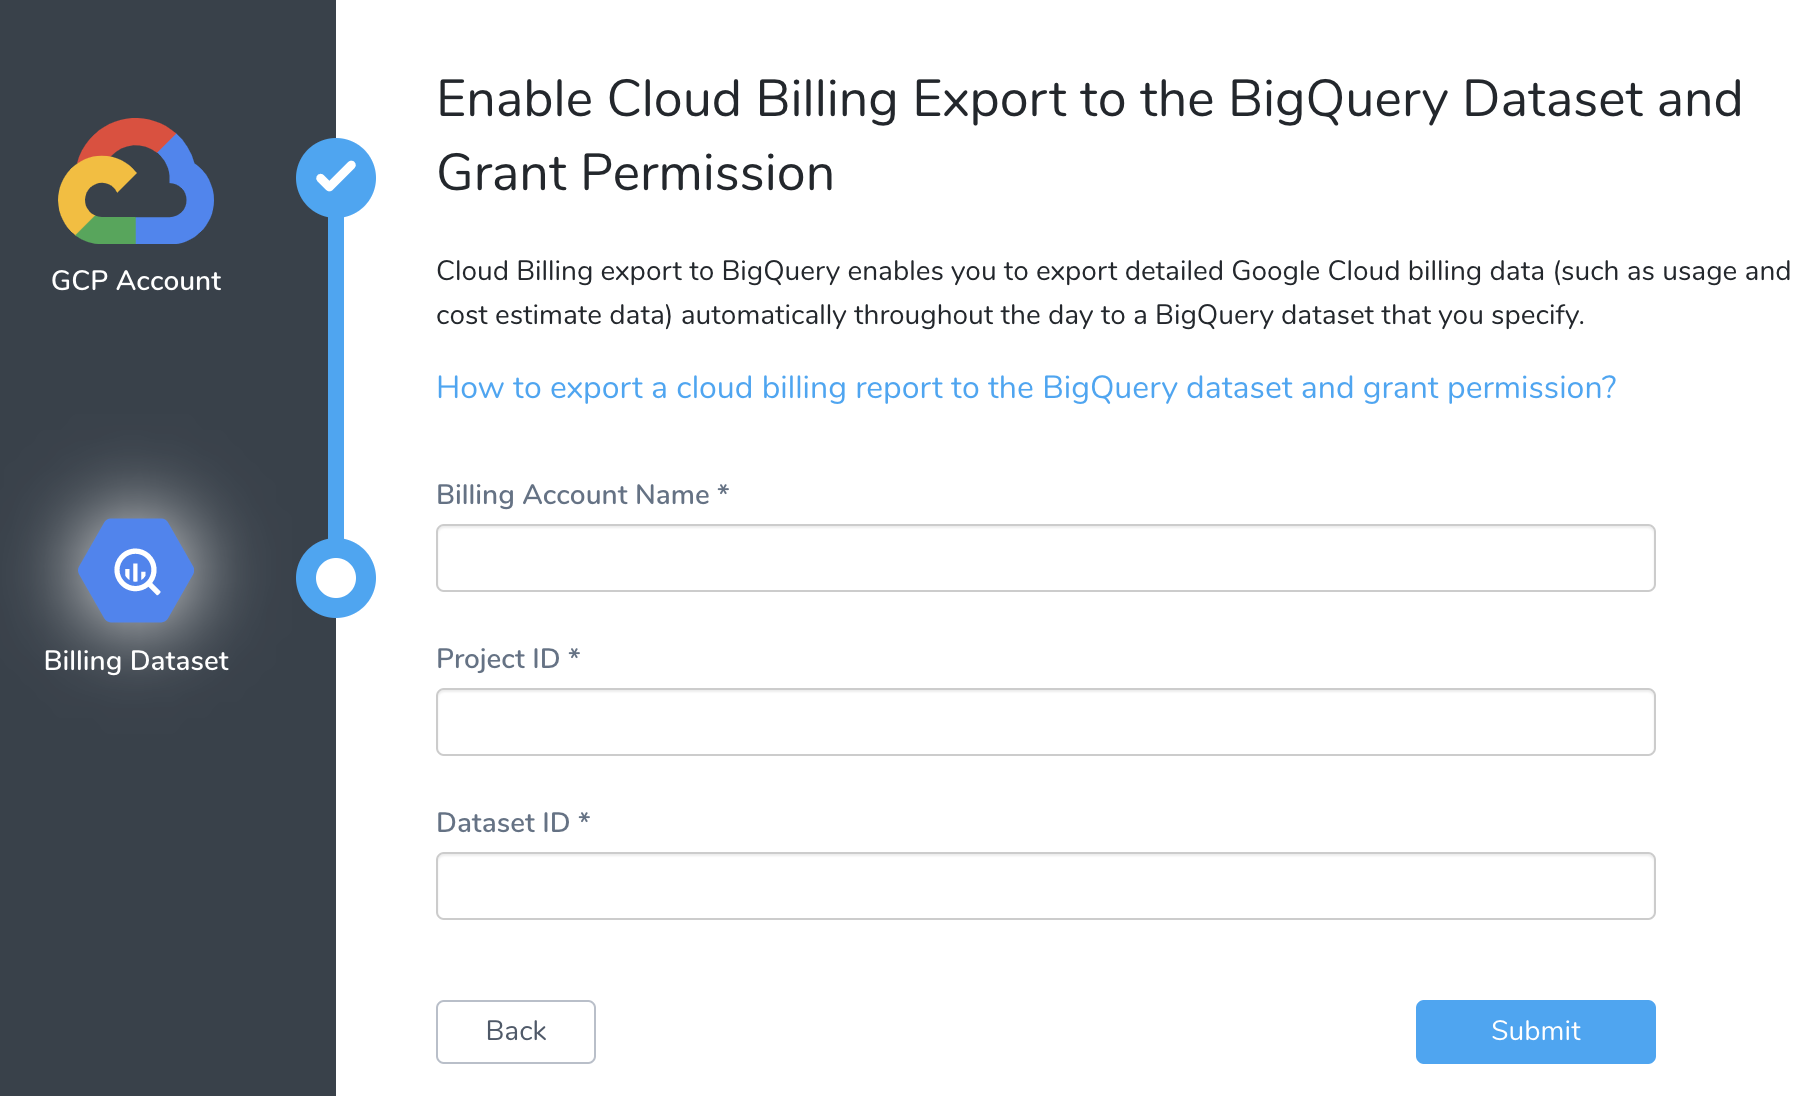 GCP Account
Billing Dataset
Enable Cloud Billing Export to the BigQuery Dataset and
Grant Permission
Cloud Billing export to BigQuery enables you to export detailed Google Cloud billing data (such as usage and
cost estimate data) automatically throughout the day to a BigQuery dataset that you specify.
How to export a cloud billing report to the BigQuery dataset and grant permission?
Billing Account Name *
Project ID *
Dataset ID *
Back
Submit